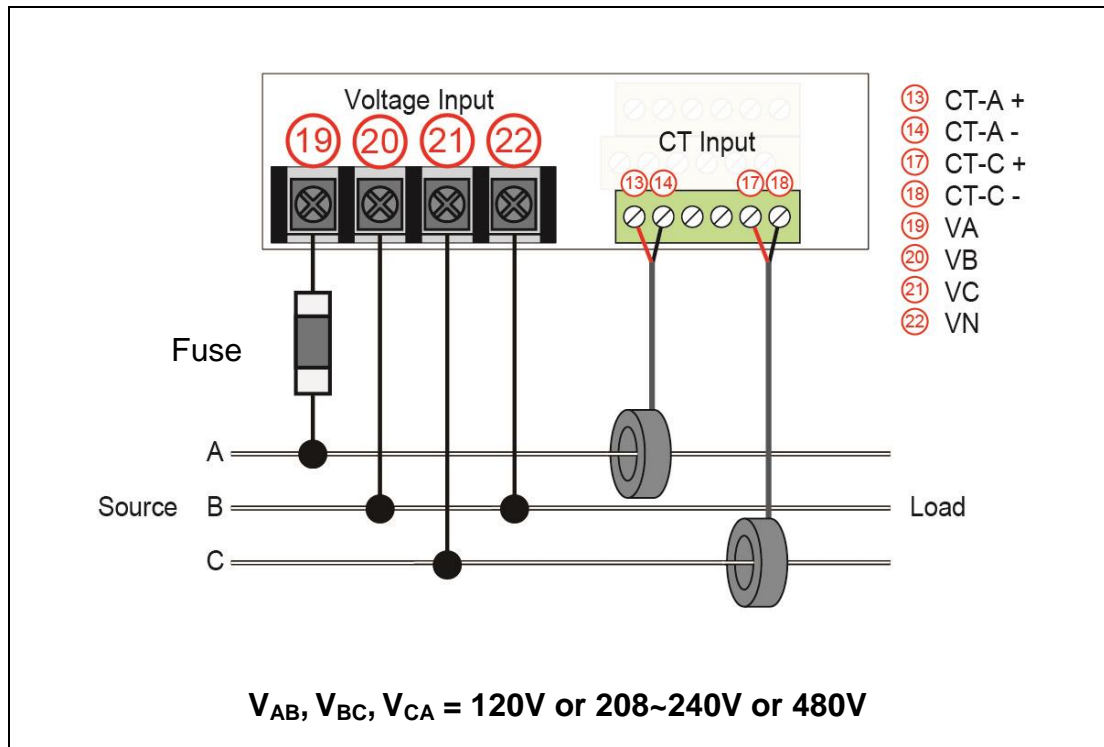 Voltage Input
19 20 21 22
CT Input
13 14 17 18
13 CT-A +
14 CT-A -
17 CT-C +
18 CT-C -
19 VA
20 VB
21 VC
22 VN
Fuse
A
Source B Load
C
VAB, VBC, VCA = 120V or 208~240V or 480V